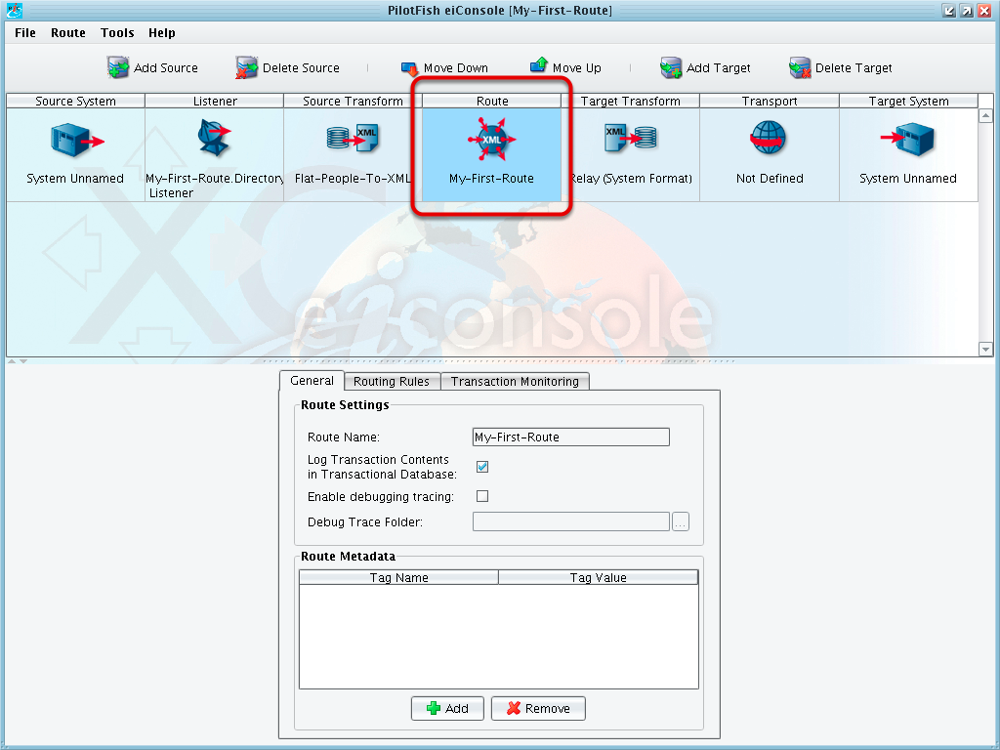 PilotFish eiConsole [My-First-Route]
File Route Tools Help
Add Source Delete Source Move Down Move Up Add Target Delete Target
Source System Listener Source Transform Route Target Transform Transport Target System
XML XML XML
System Unnamed My-First-Route.Directory Flat-People-To-XML My-First-Route Relay (System Format) Not Defined System Unnamed
Listener
XCS
eiconsole
General Routing Rules Transaction Monitoring
Route Settings
Route Name: My-First-Route
Log Transaction Contents
in Transactional Database:
Enable debugging tracing:
Debug Trace Folder: ...
Route Metadata
Tag Name Tag Value
Add Remove